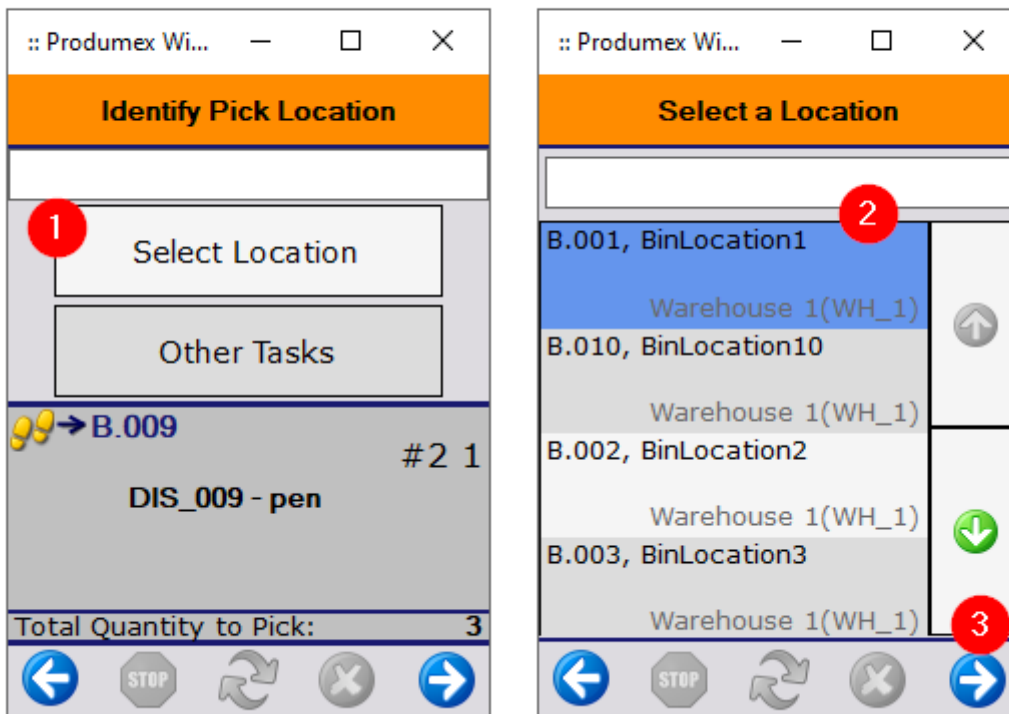 :: Produmex Wi...
Identify Pick Location
1
Select Location
Other Tasks
B.009
#2 1
DIS_009 - pen
Total Quantity to Pick: 3
STOP
:: Produmex Wi...
Select a Location
2
B.001, BinLocation1
Warehouse 1(WH_1)
B.010, BinLocation10
Warehouse 1(WH_1)
B.002, BinLocation2
Warehouse 1(WH_1)
B.003, BinLocation3
Warehouse 1(WH_1)
3
STOP